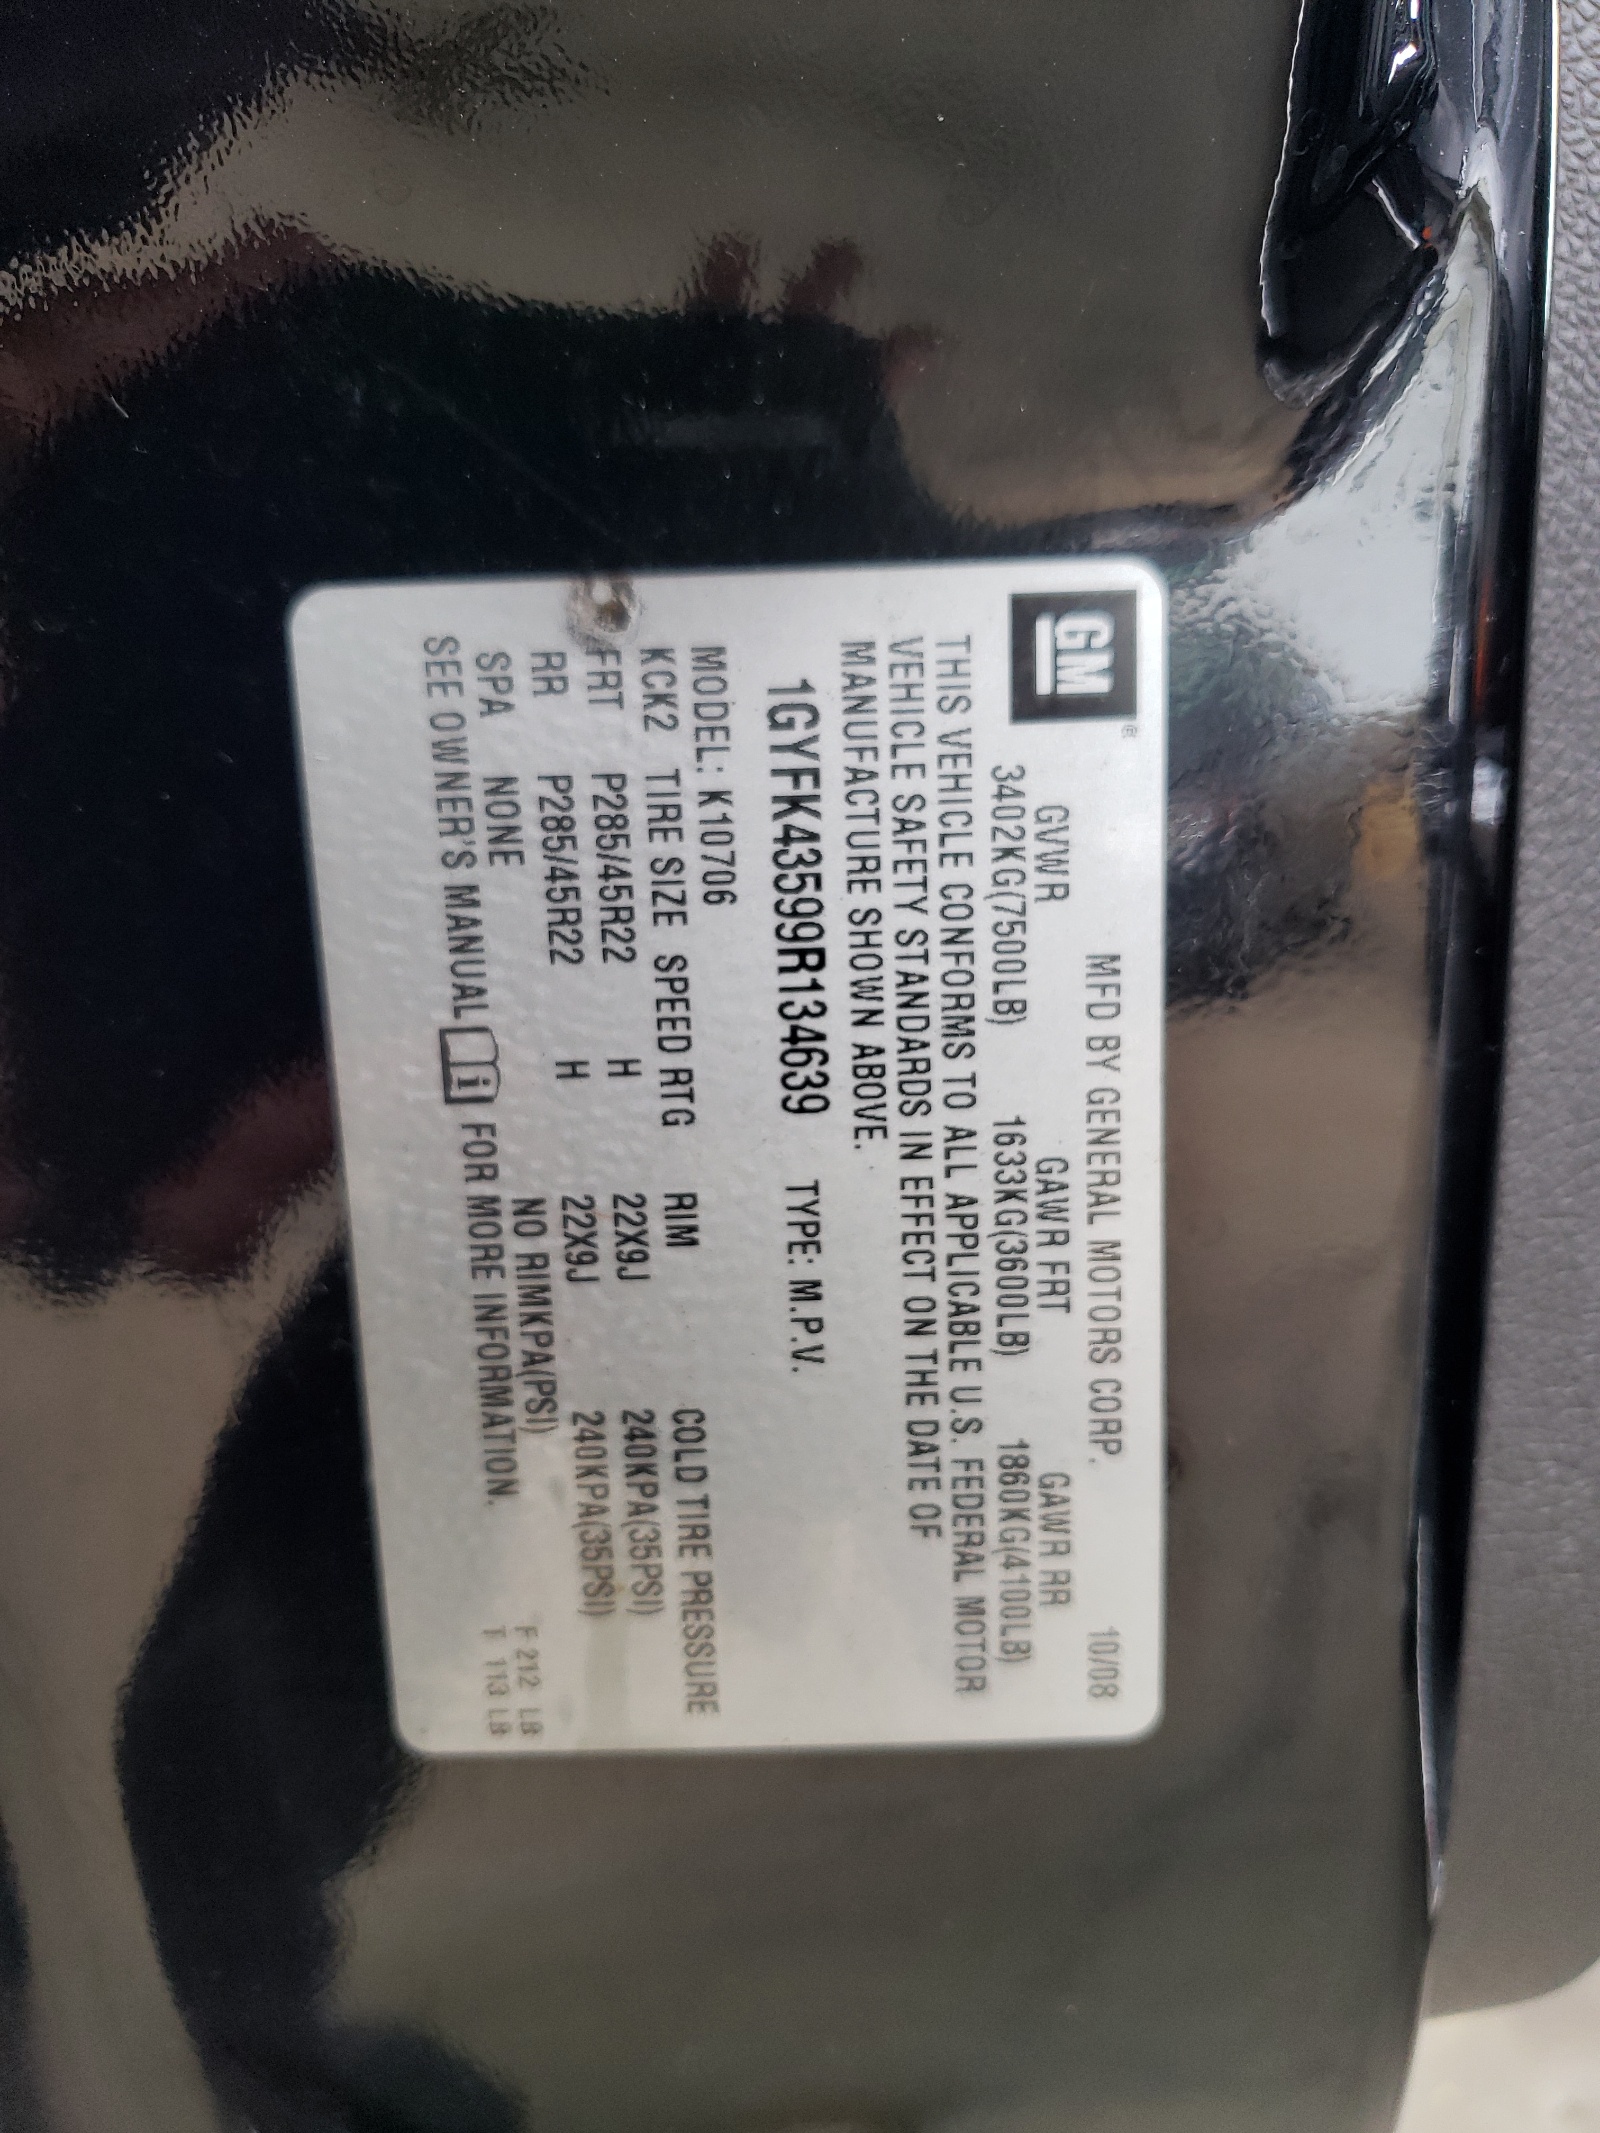 GM®
MFD BY GENERAL MOTORS CORP. 10/08
GVWR GAWR FRT GAWR RR
3402KG(7500LB) 1633KG(3600LB) 1860KG(4100LB)
THIS VEHICLE CONFORMS TO ALL APPLICABLE U.S. FEDERAL MOTOR
VEHICLE SAFETY STANDARDS IN EFFECT ON THE DATE OF
MANUFACTURE SHOWN ABOVE.
1GYFK43599R134639 TYPE: M.P.V.
MODEL: K10706
KCK2 TIRE SIZE SPEED RTG RIM COLD TIRE PRESSURE
FRT P285/45R22 H 22X9J 240KPA(35PSI)
RR P285/45R22 H 22X9J 240KPA(35PSI)
SPA NONE NO RIMKPA(PSI)
SEE OWNER'S MANUAL i FOR MORE INFORMATION.
F 212 LB
T 113 LB